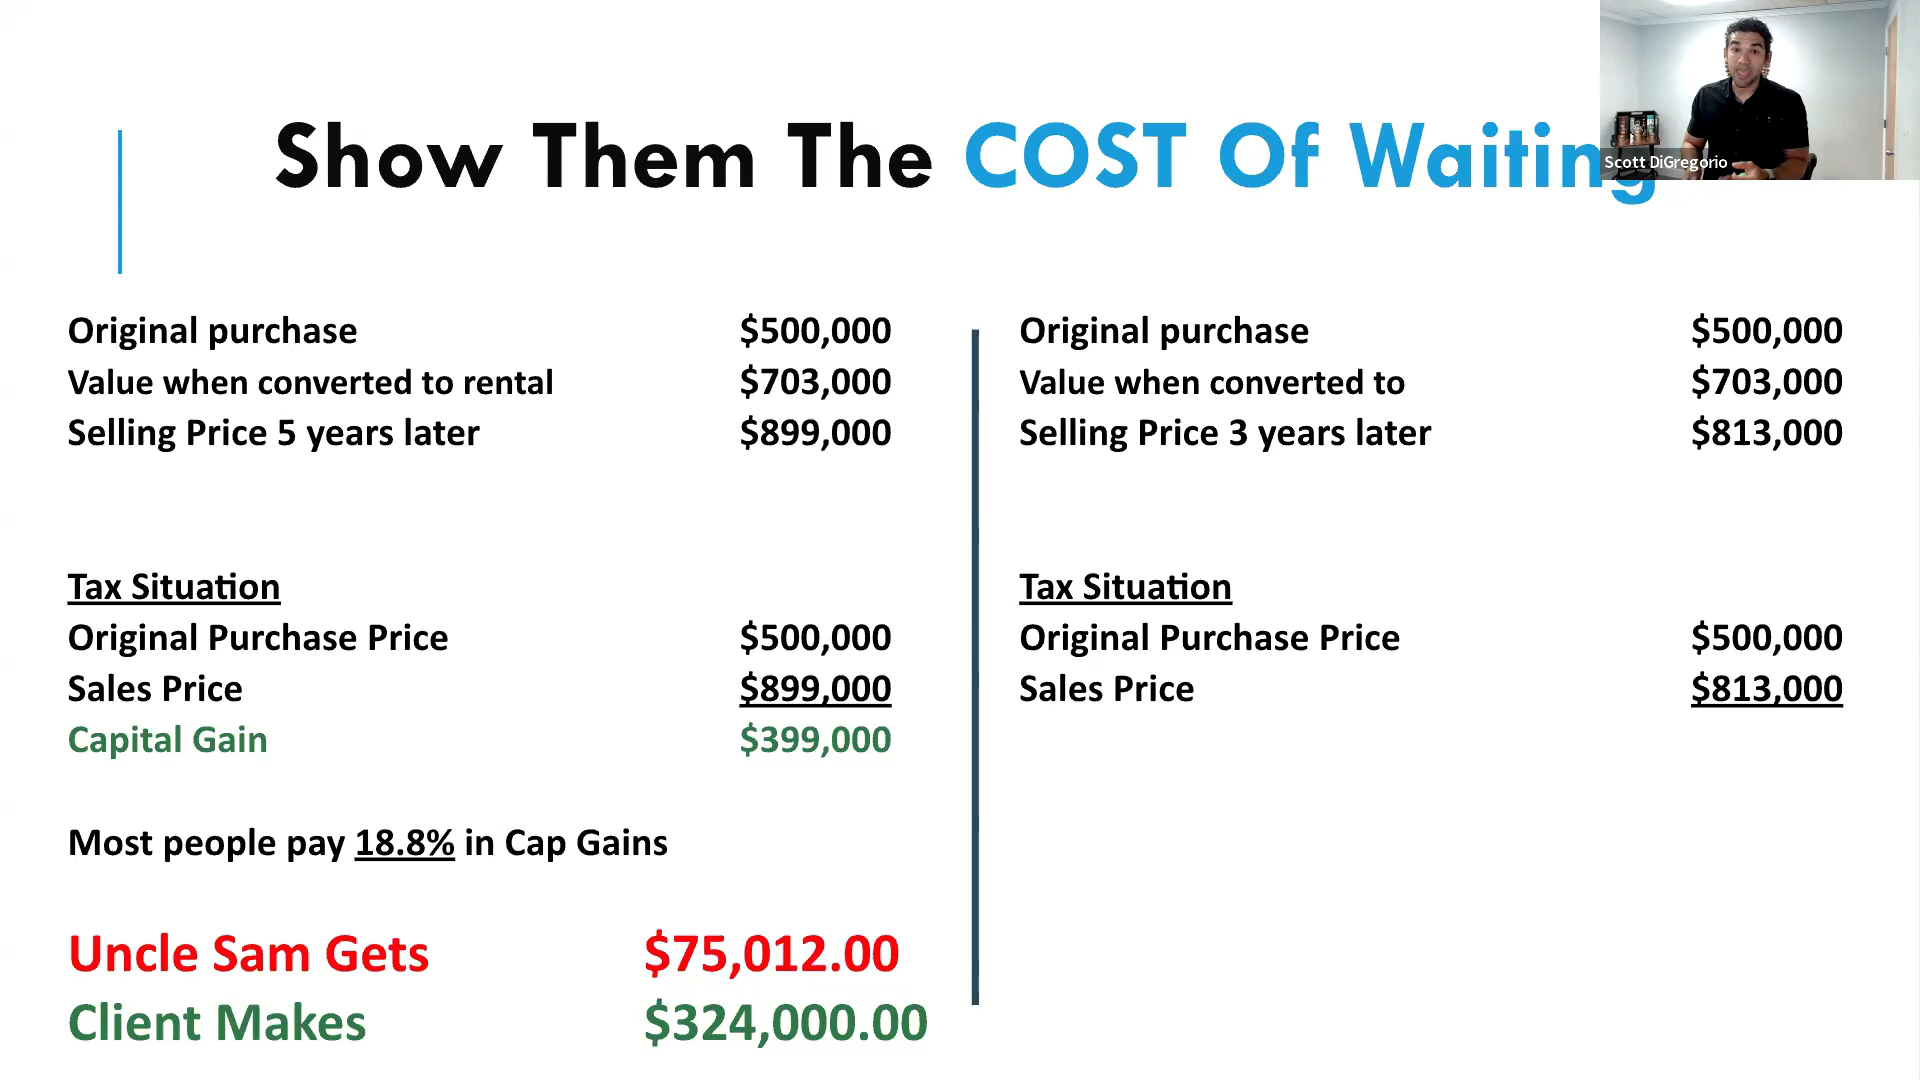 Show Them The COST Of Waiting
Scott DiGregorio
Original purchase $500,000
Value when converted to rental $703,000
Selling Price 5 years later $899,000
Tax Situation
Original Purchase Price $500,000
Sales Price $899,000
Capital Gain $399,000
Most people pay 18.8% in Cap Gains
Uncle Sam Gets $75,012.00
Client Makes $324,000.00
Original purchase $500,000
Value when converted to $703,000
Selling Price 3 years later $813,000
Tax Situation
Original Purchase Price $500,000
Sales Price $813,000